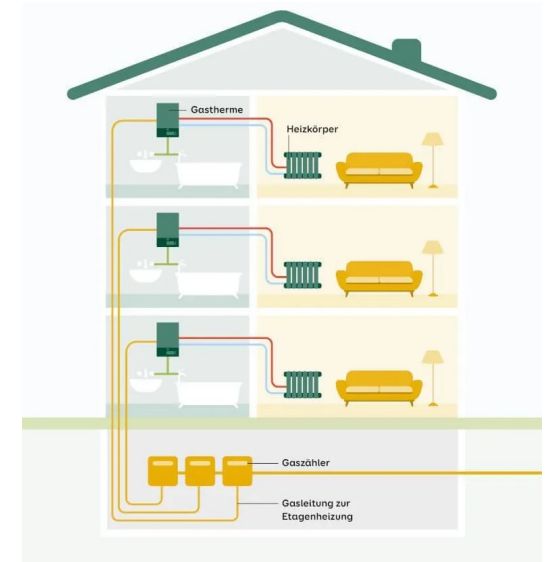 Gastherme
Heizkörper
Gaszähler
Gasleitung zur
Etagenheizung